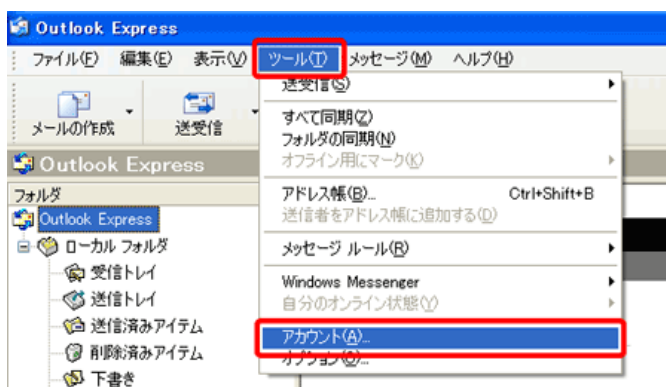 Outlook Express
ファイル(F) 編集(E) 表示(V) ツール(T) メッセージ(M) ヘルプ(H)
メールの作成 送受信
Outlook Express
フォルダ
Outlook Express
ローカル フォルダ
受信トレイ
送信トレイ
送信済みアイテム
削除済みアイテム
下書き
送受信(S)
すべて同期(Z)
フォルダの同期(N)
オフライン用にマーク(K)
アドレス帳(B)... Ctrl+Shift+B
送信者をアドレス帳に追加する(D)
メッセージ ルール(R)
Windows Messenger
自分のオンライン状態(Y)
アカウント(A)...
オプション(O)...